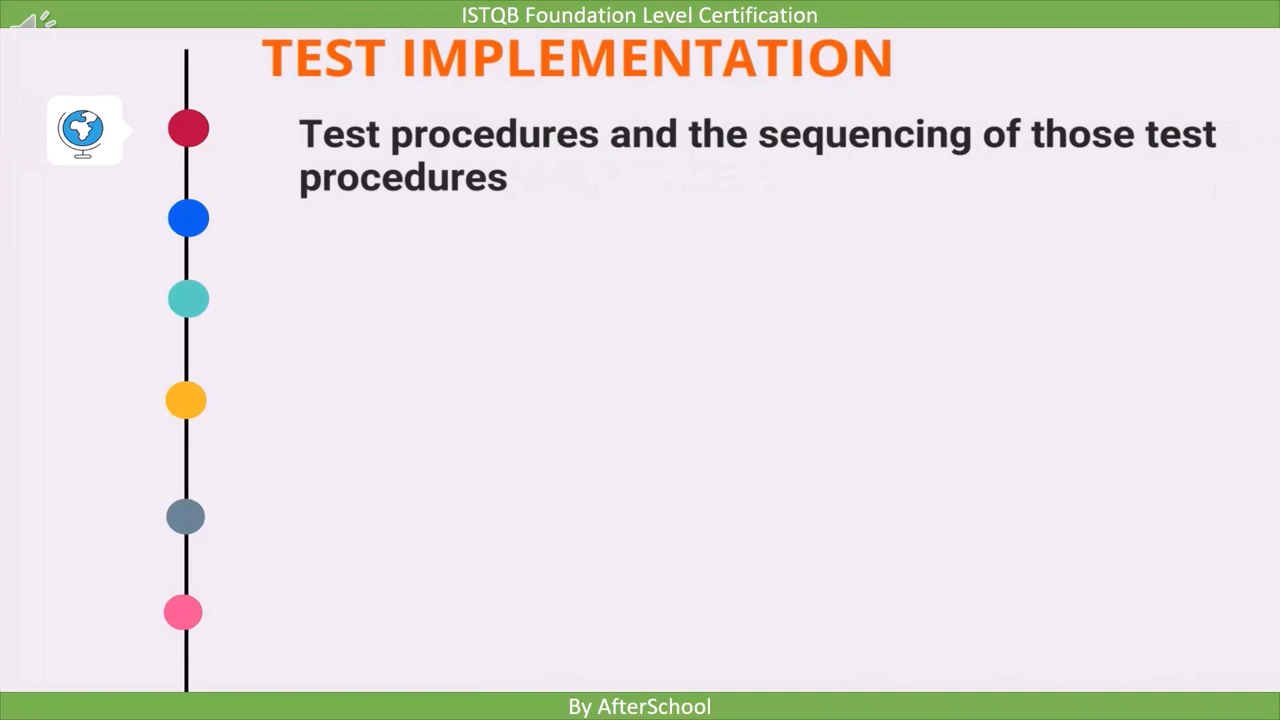 ISTQB Foundation Level Certification
TEST IMPLEMENTATION
Test procedures and the sequencing of those test
procedures
By AfterSchool